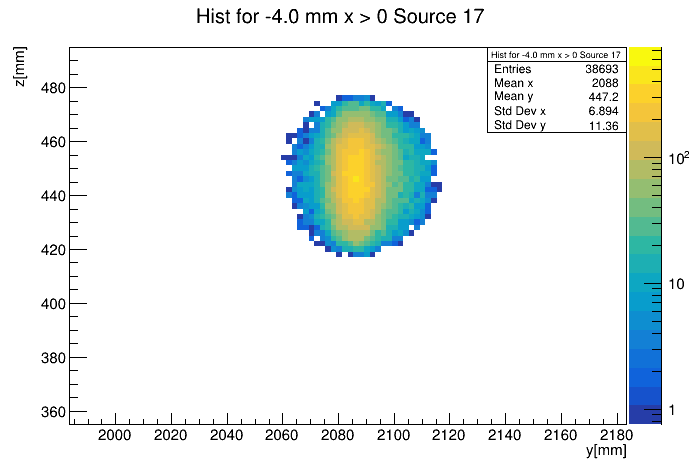 Hist for -4.0 mm x > 0 Source 17
z[mm]
Hist for -4.0 mm x > 0 Source 17
Entries 38693
Mean x 2088
Mean y 447.2
Std Dev x 6.894
Std Dev y 11.36
480
460
440
420
400
380
360
10²
10
1
2000 2020 2040 2060 2080 2100 2120 2140 2160 2180
y[mm]